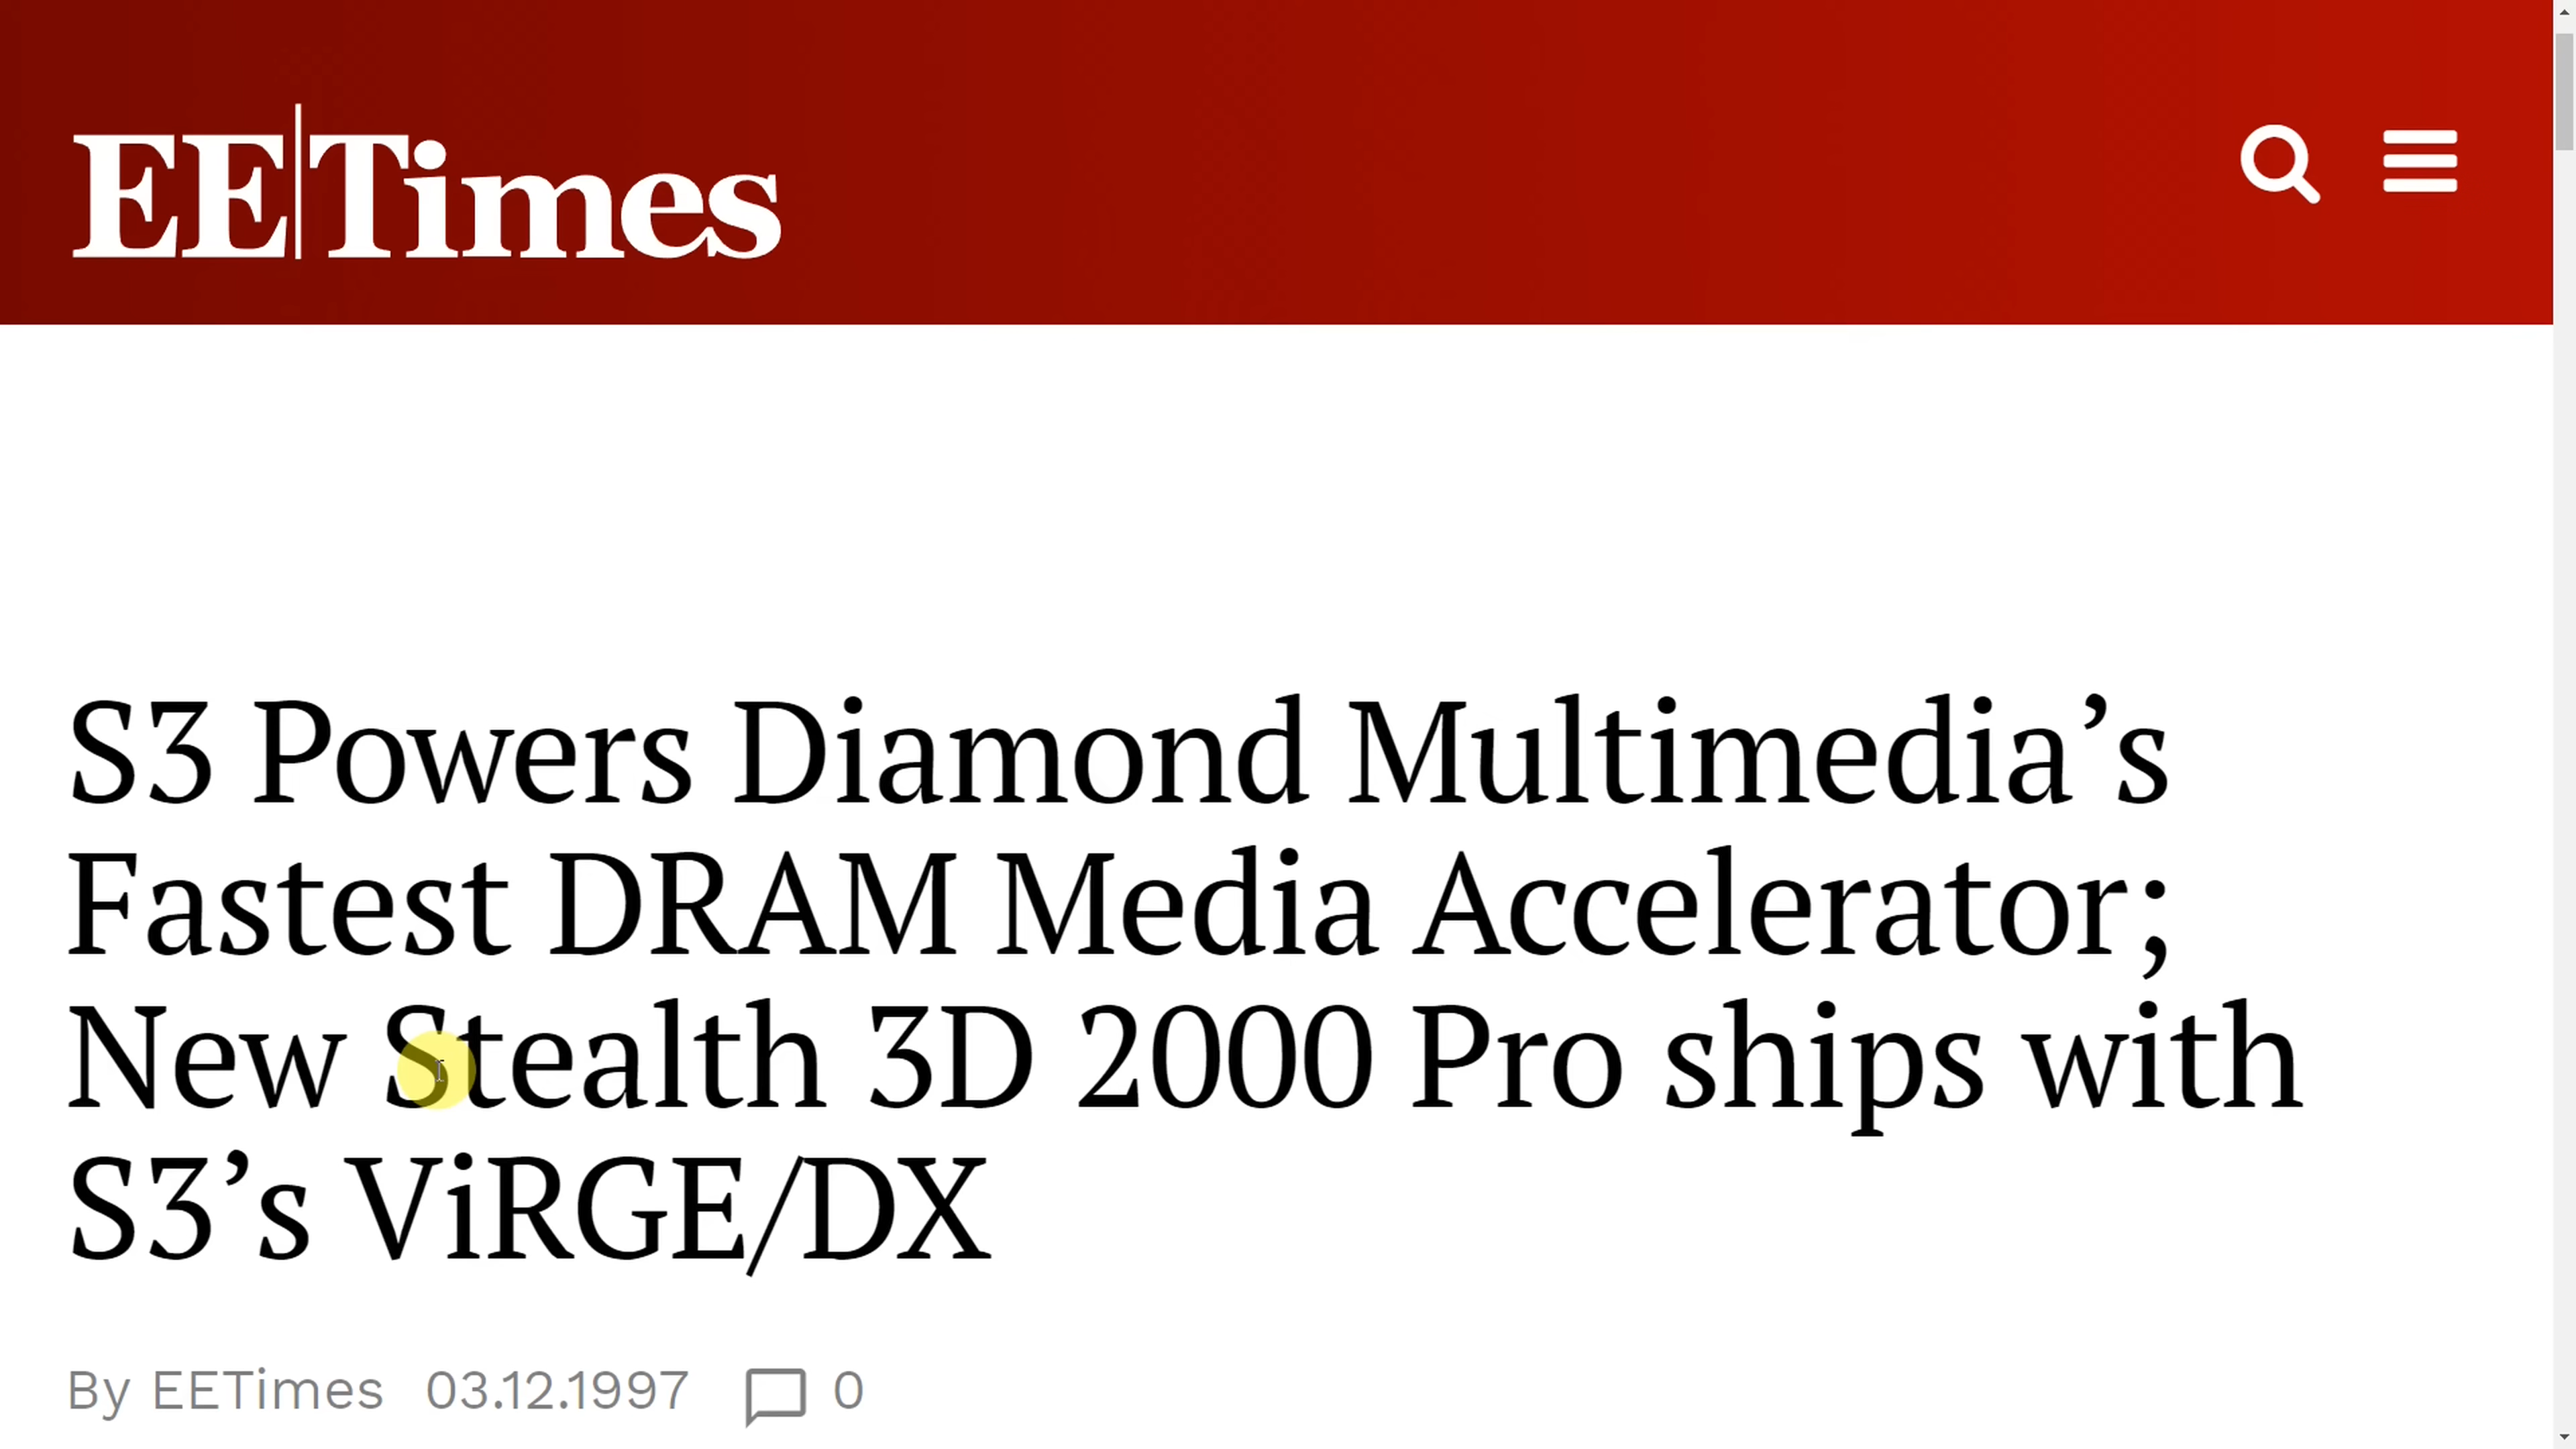 EETimes
S3 Powers Diamond Multimedia’s
Fastest DRAM Media Accelerator;
New Stealth 3D 2000 Pro ships with
S3’s ViRGE/DX
By EETimes 03.12.1997 0